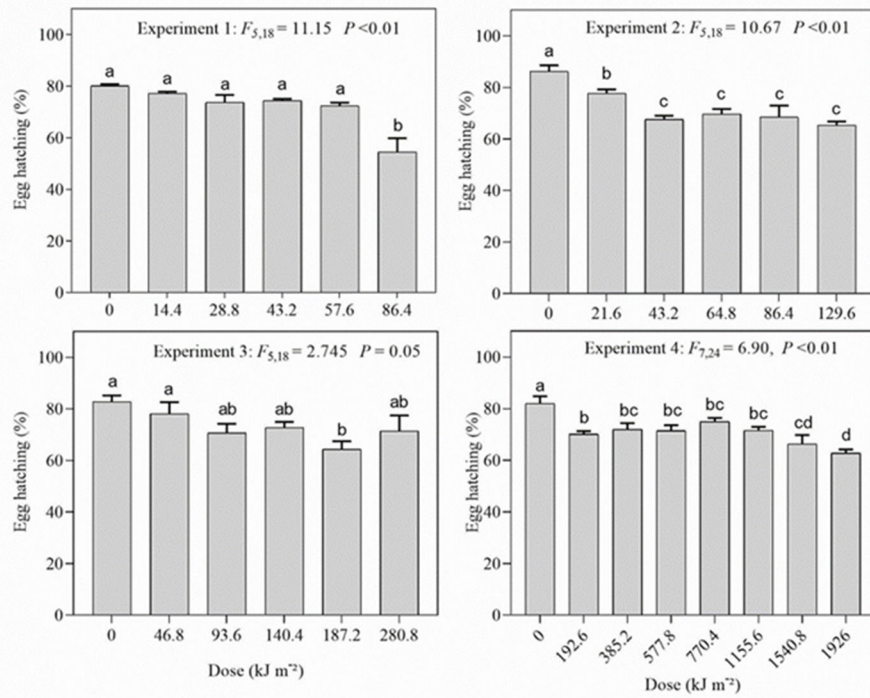 Experiment 1: F5,18 = 11.15 P <0.01
Egg hatching (%)
100
80
60
40
20
0
a
a
a
a
a
b
0 14.4 28.8 43.2 57.6 86.4
Experiment 2: F5,18 = 10.67 P <0.01
Egg hatching (%)
100
80
60
40
20
0
a
b
c
c
c
c
0 21.6 43.2 64.8 86.4 129.6
Experiment 3: F5,18 = 2.745 P = 0.05
Egg hatching (%)
100
80
60
40
20
0
a
a
ab
ab
b
ab
0 46.8 93.6 140.4 187.2 280.8
Dose (kJ m⁻²)
Experiment 4: F7,24 = 6.90, P <0.01
Egg hatching (%)
100
80
60
40
20
0
a
b
bc
bc
bc
bc
cd
d
0 192.6 385.2 577.8 770.4 1155.6 1540.8 1926
Dose (kJ m⁻²)